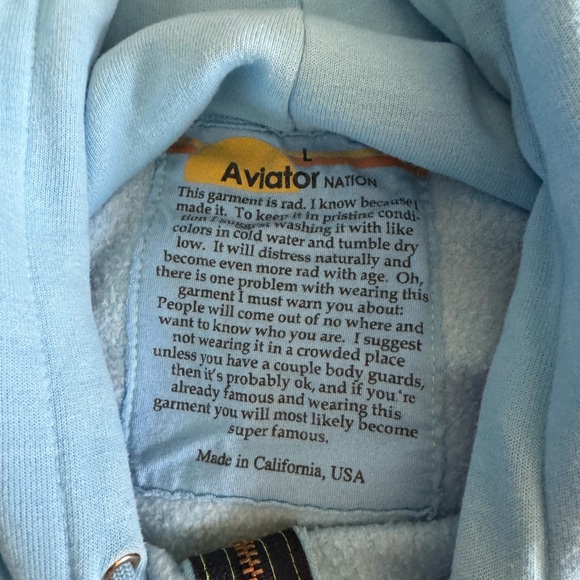 L
Aviator NATION
This garment is rad. I know because I
made it. To keep it in pristine condi-
tion I suggest washing it with like
colors in cold water and tumble dry
low. It will distress naturally and
become even more rad with age. Oh,
there is one problem with wearing this
garment I must warn you about:
People will come out of no where and
want to know who you are. I suggest
not wearing it in a crowded place
unless you have a couple body guards,
then it's probably ok, and if you're
already famous and wearing this
garment you will most likely become
super famous.
Made in California, USA